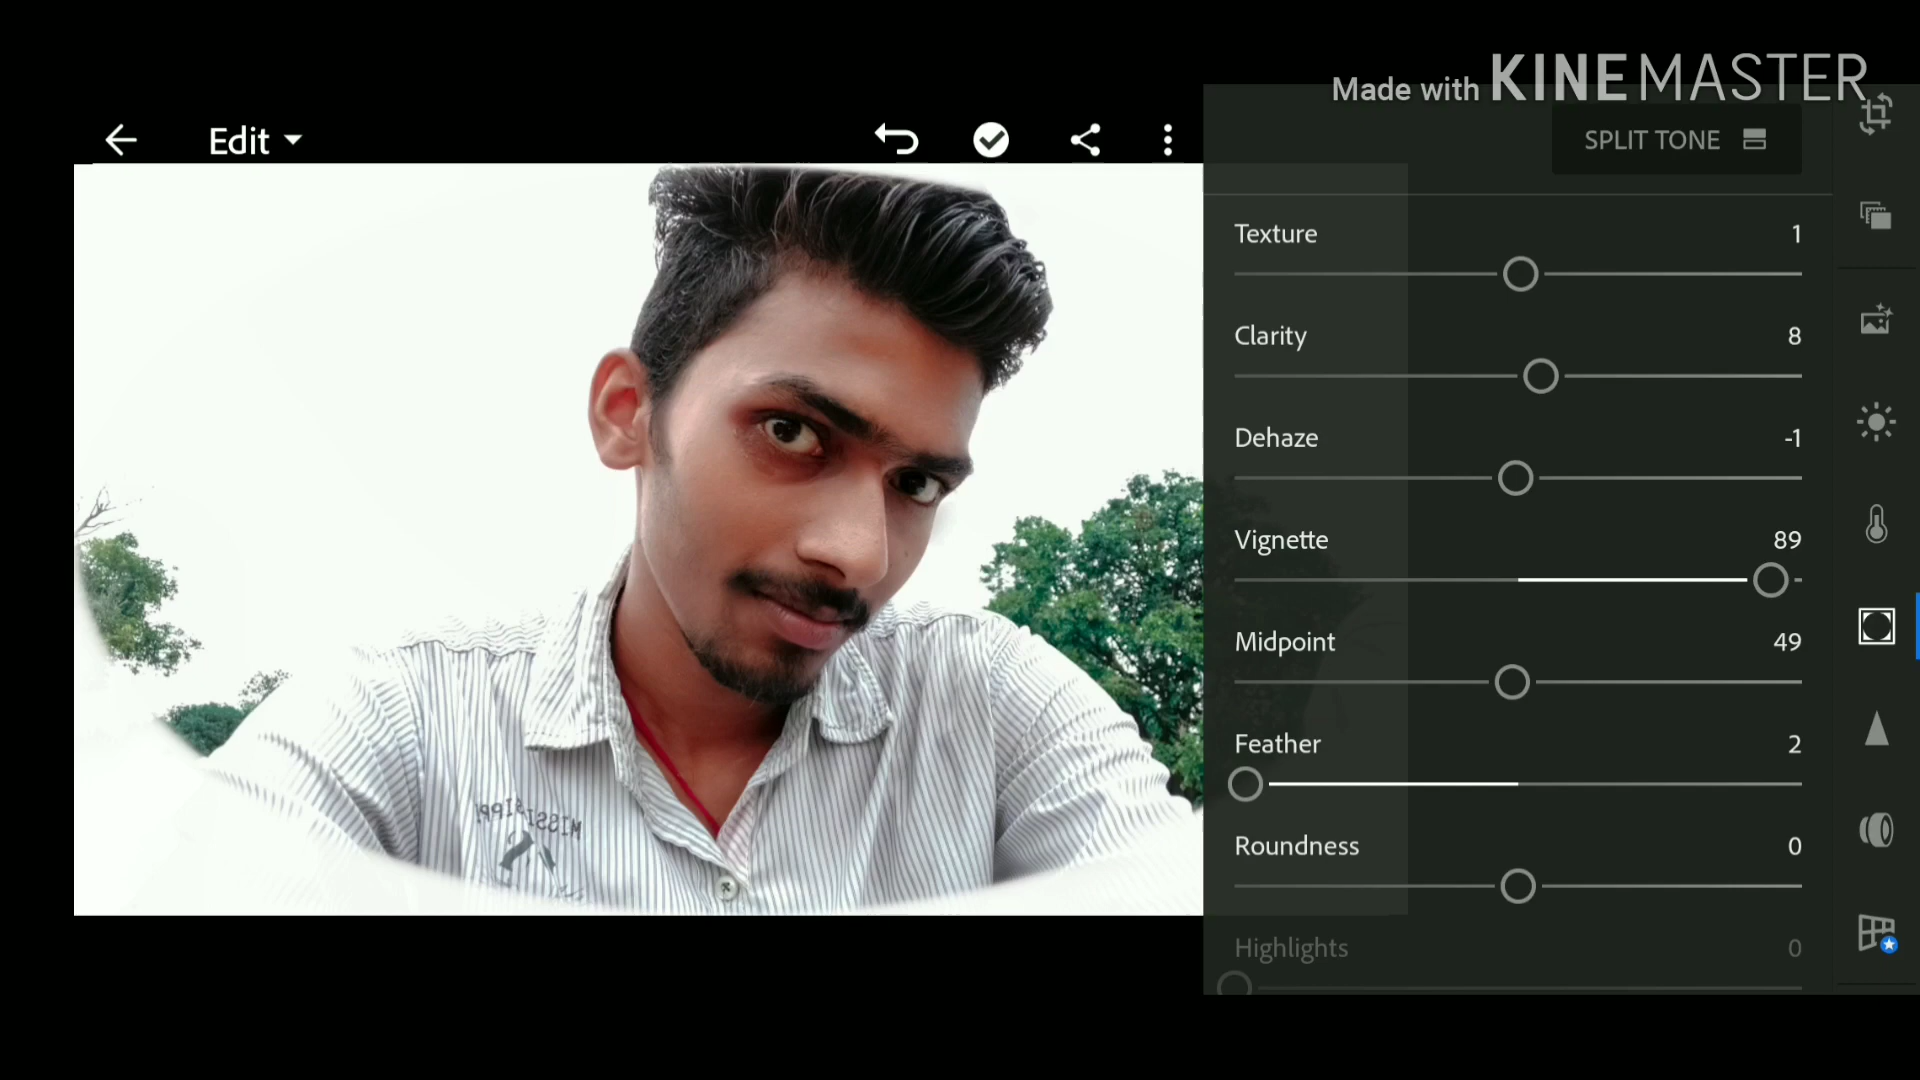 Made with KINEMASTER
Edit
SPLIT TONE
Texture 1
Clarity 8
Dehaze -1
Vignette 89
Midpoint 49
Feather 2
Roundness 0
Highlights 0
MISSISSIPPI